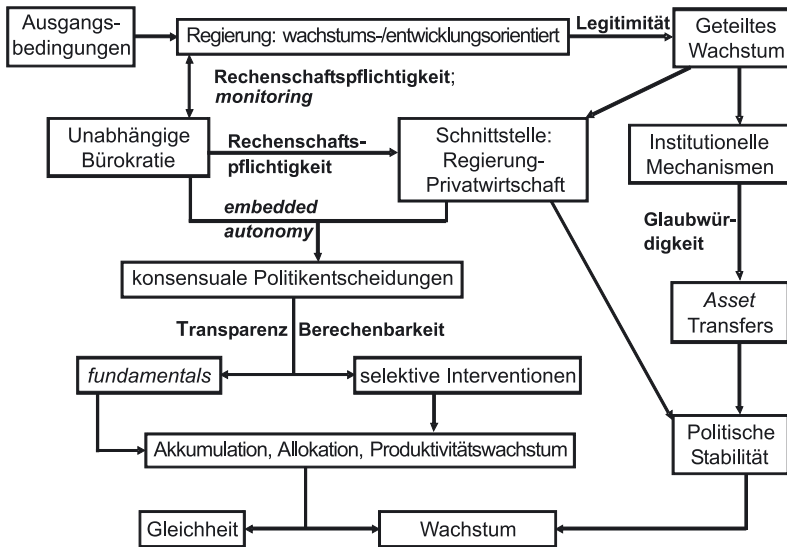 Ausgangs-
bedingungen
Regierung: wachstums-/entwicklungsorientiert
Legitimität
Geteiltes
Wachstum
Rechenschaftspflichtigkeit;
monitoring
Unabhängige
Bürokratie
Rechenschafts-
pflichtigkeit
Schnittstelle:
Regierung-
Privatwirtschaft
Institutionelle
Mechanismen
embedded
autonomy
Glaubwür-
digkeit
konsensuale Politikentscheidungen
Asset
Transfers
Transparenz Berechenbarkeit
fundamentals
selektive Interventionen
Akkumulation, Allokation, Produktivitätswachstum
Politische
Stabilität
Gleichheit
Wachstum